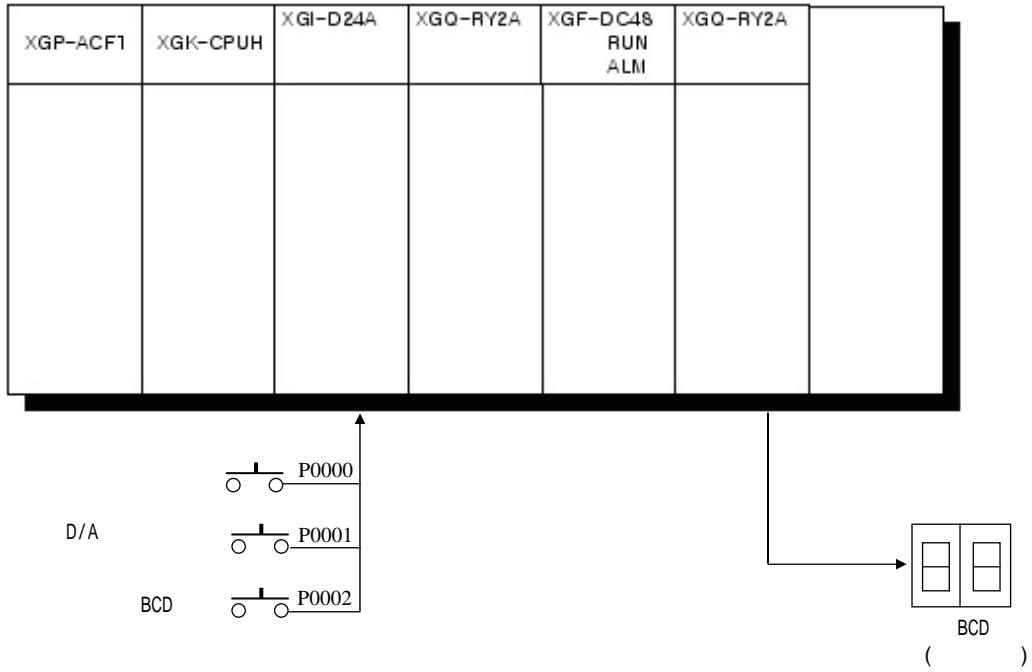 XGP-ACF1 XGK-CPUH XGI-D24A XGQ-RY2A XGF-DC4S XGQ-RY2A
RUN
ALM
P0000
D/A P0001
BCD P0002
BCD
( )